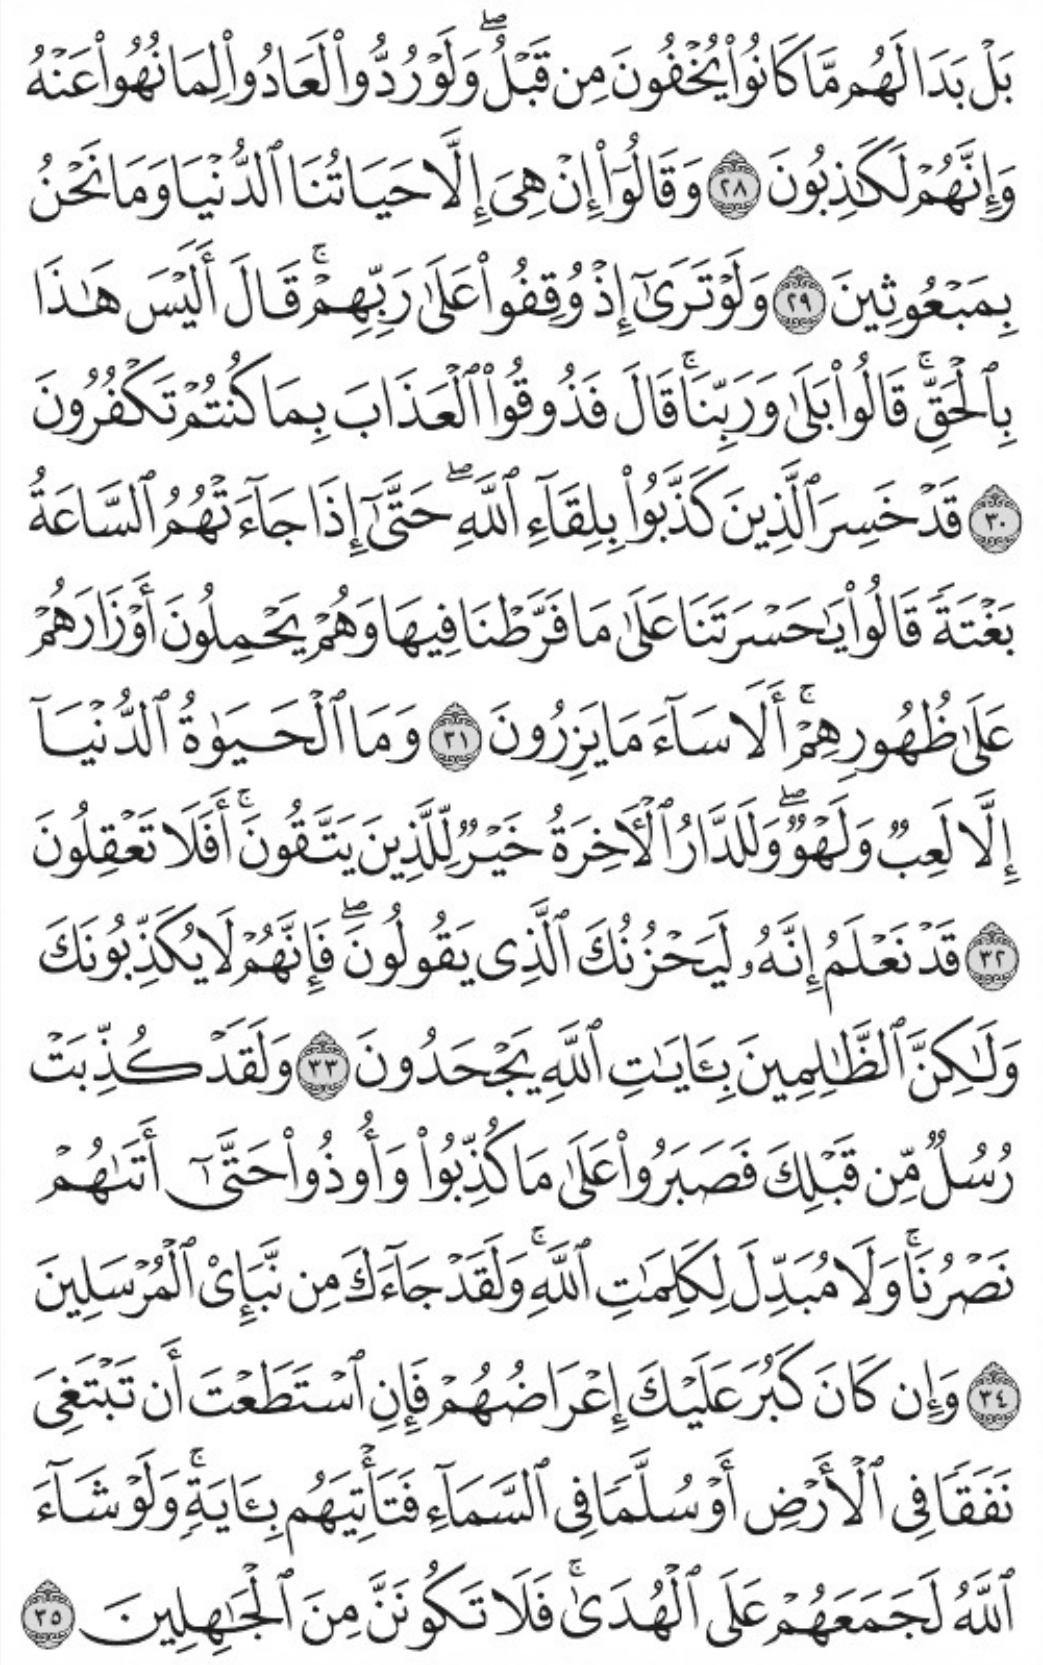 بَلْ بَدَا لَهُم مَّا كَانُوا۟ يُخْفُونَ مِن قَبْلُ ۖ وَلَوْ رُدُّوا۟ لَعَادُوا۟ لِمَا نُهُوا۟ عَنْهُ
وَإِنَّهُمْ لَكَـٰذِبُونَ ٢٨ وَقَالُوٓا۟ إِنْ هِىَ إِلَّا حَيَاتُنَا ٱلدُّنْيَا وَمَا نَحْنُ
بِمَبْعُوثِينَ ٢٩ وَلَوْ تَرَىٰٓ إِذْ وُقِفُوا۟ عَلَىٰ رَبِّهِمْ ۚ قَالَ أَلَيْسَ هَـٰذَا
بِٱلْحَقِّ ۚ قَالُوا۟ بَلَىٰ وَرَبِّنَا ۚ قَالَ فَذُوقُوا۟ ٱلْعَذَابَ بِمَا كُنتُمْ تَكْفُرُونَ
٣٠ قَدْ خَسِرَ ٱلَّذِينَ كَذَّبُوا۟ بِلِقَآءِ ٱللَّهِ ۖ حَتَّىٰٓ إِذَا جَآءَتْهُمُ ٱلسَّاعَةُ
بَغْتَةً قَالُوا۟ يَـٰحَسْرَتَنَا عَلَىٰ مَا فَرَّطْنَا فِيهَا وَهُمْ يَحْمِلُونَ أَوْزَارَهُمْ
عَلَىٰ ظُهُورِهِمْ ۚ أَلَا سَآءَ مَا يَزِرُونَ ٣١ وَمَا ٱلْحَيَوٰةُ ٱلدُّنْيَآ
إِلَّا لَعِبٌ وَلَهْوٌ ۖ وَلَلدَّارُ ٱلْـَٔاخِرَةُ خَيْرٌ لِّلَّذِينَ يَتَّقُونَ ۚ أَفَلَا تَعْقِلُونَ
٣٢ قَدْ نَعْلَمُ إِنَّهُۥ لَيَحْزُنُكَ ٱلَّذِى يَقُولُونَ ۖ فَإِنَّهُمْ لَا يُكَذِّبُونَكَ
وَلَـٰكِنَّ ٱلظَّـٰلِمِينَ بِـَٔايَـٰتِ ٱللَّهِ يَجْحَدُونَ ٣٣ وَلَقَدْ كُذِّبَتْ
رُسُلٌ مِّن قَبْلِكَ فَصَبَرُوا۟ عَلَىٰ مَا كُذِّبُوا۟ وَأُوذُوا۟ حَتَّىٰٓ أَتَىٰهُمْ
نَصْرُنَا ۚ وَلَا مُبَدِّلَ لِكَلِمَـٰتِ ٱللَّهِ ۚ وَلَقَدْ جَآءَكَ مِن نَّبَإِى۟ ٱلْمُرْسَلِينَ
٣٤ وَإِن كَانَ كَبُرَ عَلَيْكَ إِعْرَاضُهُمْ فَإِنِ ٱسْتَطَعْتَ أَن تَبْتَغِىَ
نَفَقًا فِى ٱلْأَرْضِ أَوْ سُلَّمًا فِى ٱلسَّمَآءِ فَتَأْتِيَهُم بِـَٔايَةٍ ۚ وَلَوْ شَآءَ
ٱللَّهُ لَجَمَعَهُمْ عَلَى ٱلْهُدَىٰ ۚ فَلَا تَكُونَنَّ مِنَ ٱلْجَـٰهِلِينَ ٣٥